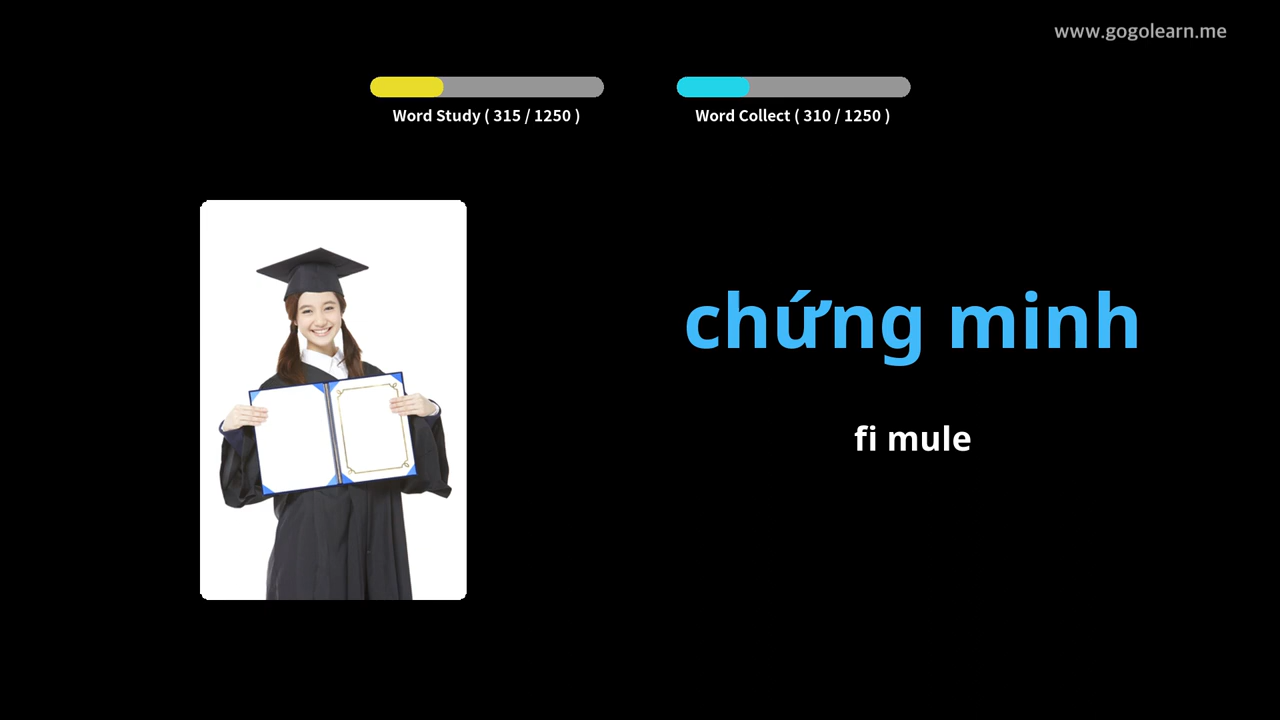 www.gogolearn.me
Word Study ( 315 / 1250 )
Word Collect ( 310 / 1250 )
chứng minh
fi mule